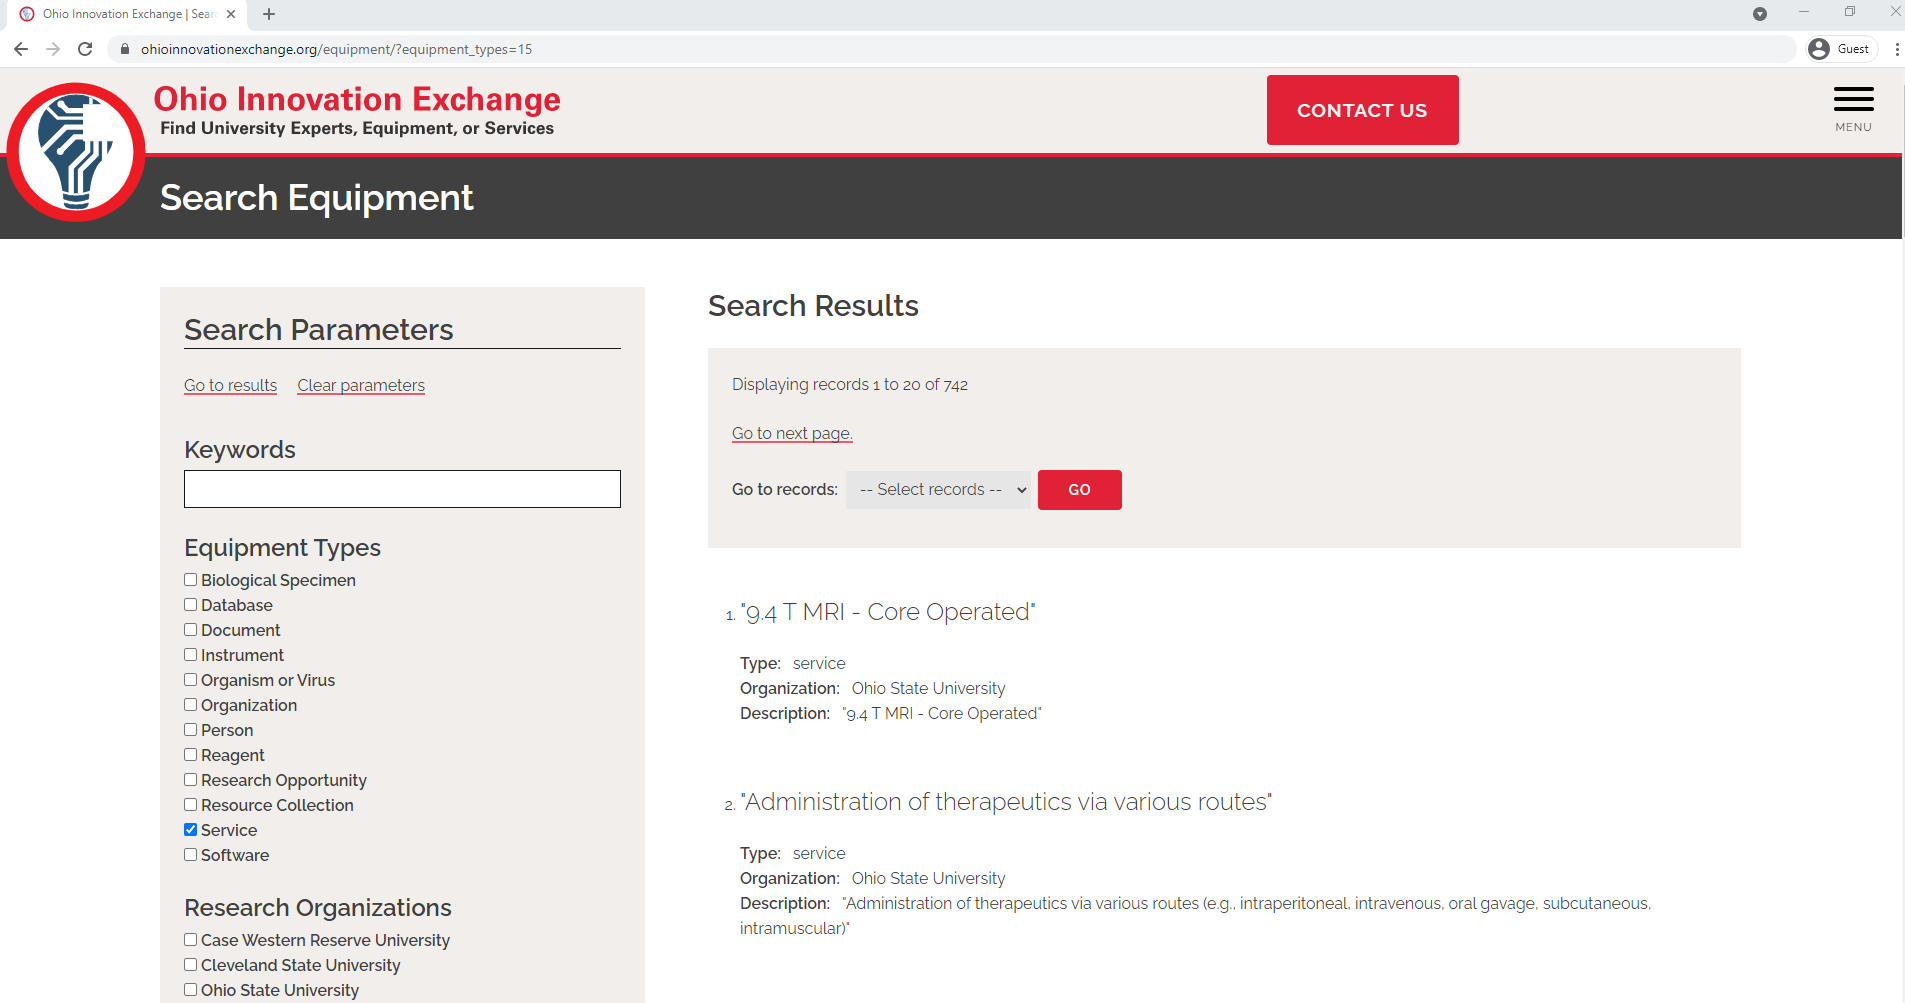 Ohio Innovation Exchange | Sear
Guest
ohioinnovationexchange.org/equipment/?equipment_types=15
Ohio Innovation Exchange
Find University Experts, Equipment, or Services
CONTACT US
MENU
Search Equipment
Search Parameters
Go to results Clear parameters
Keywords
Equipment Types
Biological Specimen
Database
Document
Instrument
Organism or Virus
Organization
Person
Reagent
Research Opportunity
Resource Collection
Service
Software
Research Organizations
Case Western Reserve University
Cleveland State University
Ohio State University
Search Results
Displaying records 1 to 20 of 742
Go to next page.
Go to records: -- Select records -- GO
1. "9.4 T MRI - Core Operated"
Type: service
Organization: Ohio State University
Description: "9.4 T MRI - Core Operated"
2. "Administration of therapeutics via various routes"
Type: service
Organization: Ohio State University
Description: "Administration of therapeutics via various routes (e.g., intraperitoneal, intravenous, oral gavage, subcutaneous,
intramuscular)"